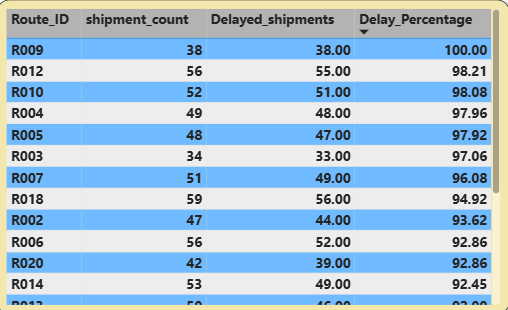 Route_ID shipment_count Delayed_shipments Delay_Percentage
R009 38 38.00 100.00
R012 56 55.00 98.21
R010 52 51.00 98.08
R004 49 48.00 97.96
R005 48 47.00 97.92
R003 34 33.00 97.06
R007 51 49.00 96.08
R018 59 56.00 94.92
R002 47 44.00 93.62
R006 56 52.00 92.86
R020 42 39.00 92.86
R014 53 49.00 92.45